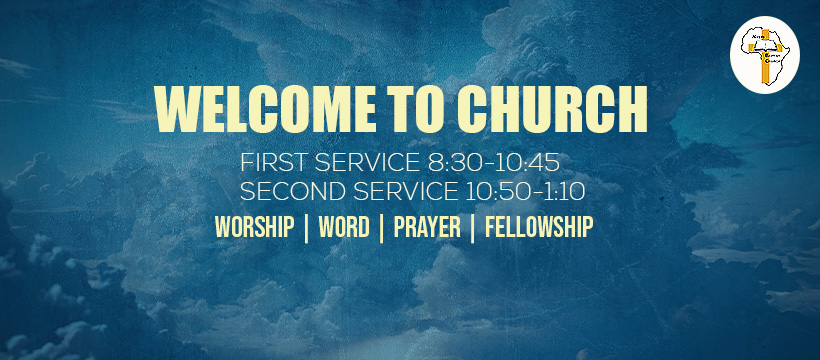 WELCOME TO CHURCH
FIRST SERVICE 8:30-10:45
SECOND SERVICE 10:50-1:10
WORSHIP | WORD | PRAYER | FELLOWSHIP